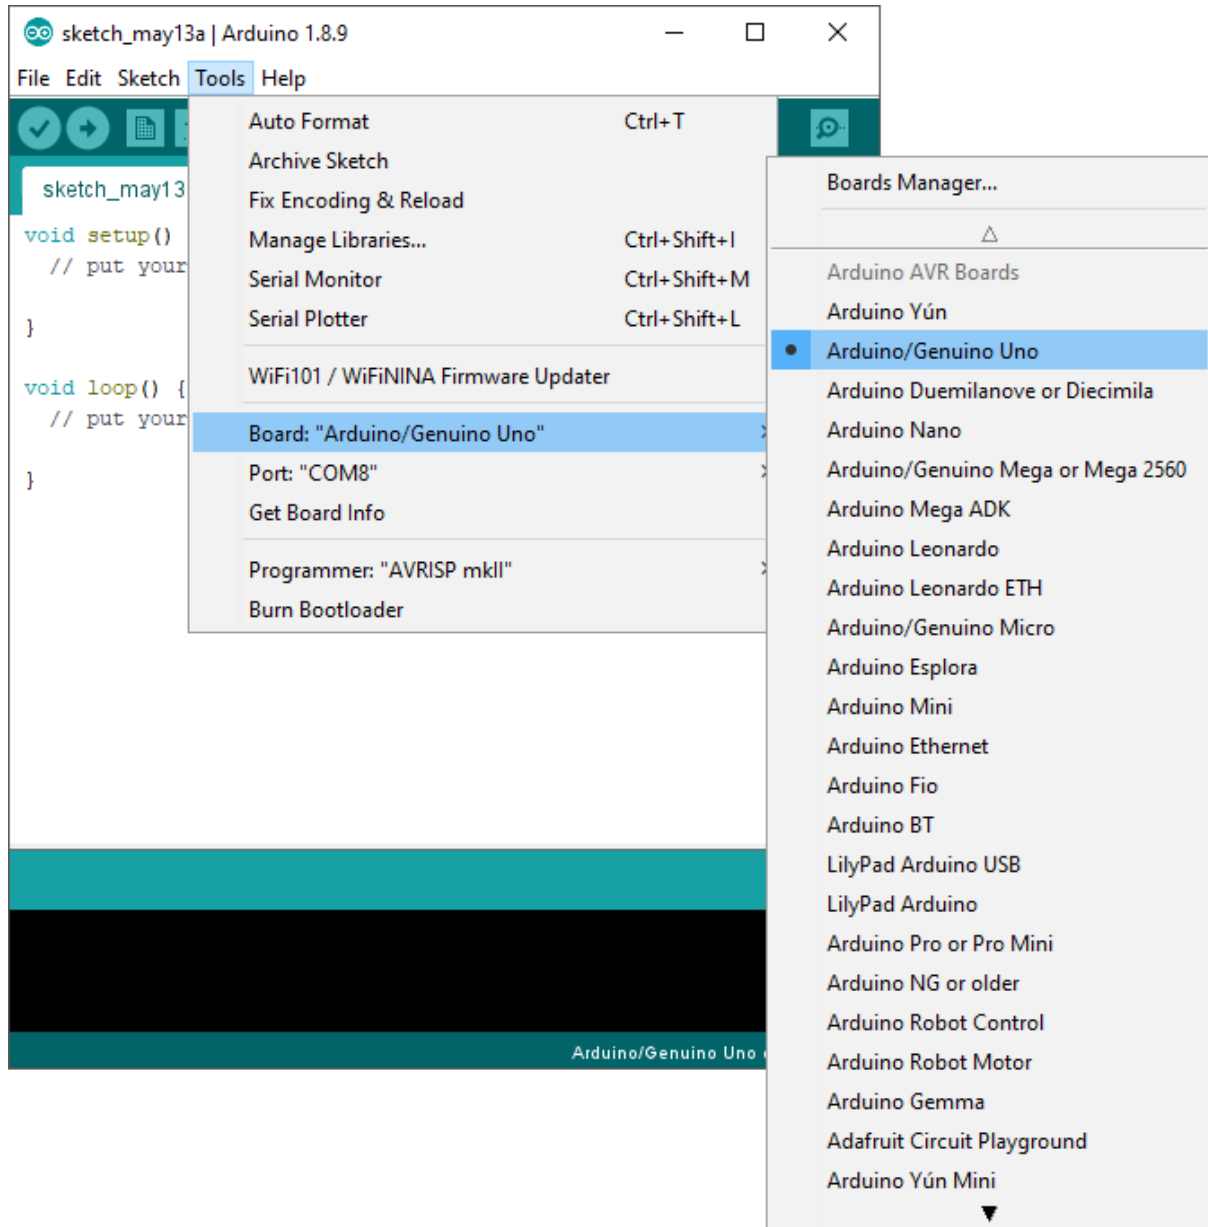 sketch_may13a | Arduino 1.8.9
File Edit Sketch Tools Help
Auto Format Ctrl+T
Archive Sketch
Fix Encoding & Reload
Manage Libraries... Ctrl+Shift+I
Serial Monitor Ctrl+Shift+M
Serial Plotter Ctrl+Shift+L
WiFi101 / WiFiNINA Firmware Updater
Board: "Arduino/Genuino Uno"
Port: "COM8"
Get Board Info
Programmer: "AVRISP mkII"
Burn Bootloader
sketch_may13
void setup()
// put your
}
void loop() {
// put your
}
Boards Manager...
Arduino AVR Boards
Arduino Yún
Arduino/Genuino Uno
Arduino Duemilanove or Diecimila
Arduino Nano
Arduino/Genuino Mega or Mega 2560
Arduino Mega ADK
Arduino Leonardo
Arduino Leonardo ETH
Arduino/Genuino Micro
Arduino Esplora
Arduino Mini
Arduino Ethernet
Arduino Fio
Arduino BT
LilyPad Arduino USB
LilyPad Arduino
Arduino Pro or Pro Mini
Arduino NG or older
Arduino Robot Control
Arduino Robot Motor
Arduino Gemma
Adafruit Circuit Playground
Arduino Yún Mini
Arduino/Genuino Uno